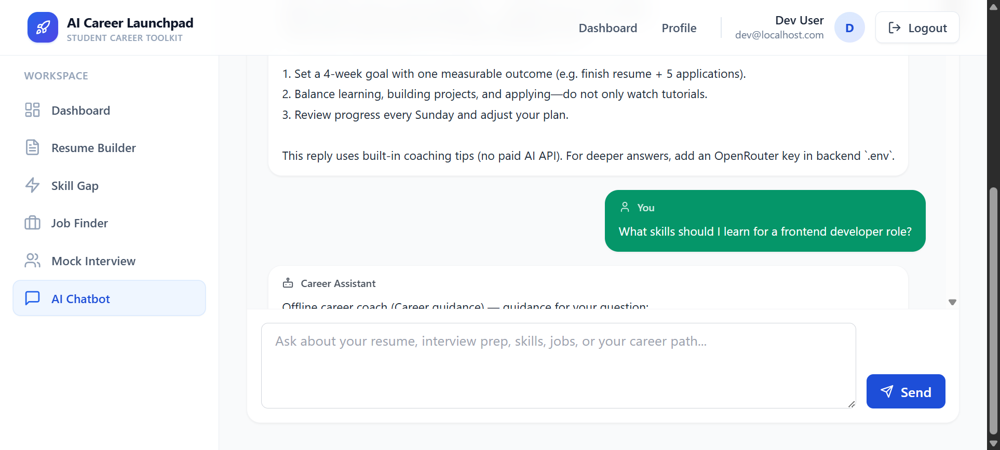 AI Career Launchpad
STUDENT CAREER TOOLKIT
Dashboard
Profile
Dev User
dev@localhost.com
D
Logout
WORKSPACE
Dashboard
Resume Builder
Skill Gap
Job Finder
Mock Interview
AI Chatbot
1. Set a 4-week goal with one measurable outcome (e.g. finish resume + 5 applications).
2. Balance learning, building projects, and applying—do not only watch tutorials.
3. Review progress every Sunday and adjust your plan.
This reply uses built-in coaching tips (no paid AI API). For deeper answers, add an OpenRouter key in backend `.env`.
You
What skills should I learn for a frontend developer role?
Career Assistant
Offline career coach (Career guidance) — guidance for your question:
Ask about your resume, interview prep, skills, jobs, or your career path...
Send